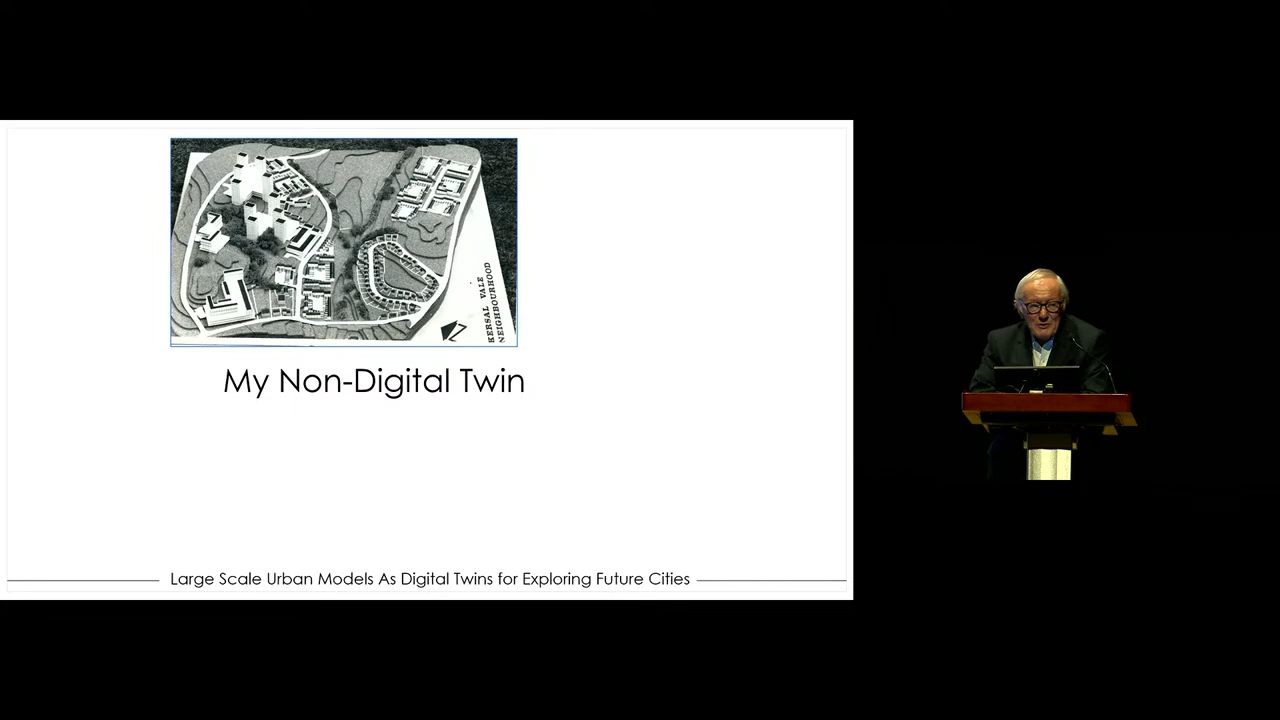 KERSAL VALE
NEIGHBOURHOOD
My Non-Digital Twin
Large Scale Urban Models As Digital Twins for Exploring Future Cities